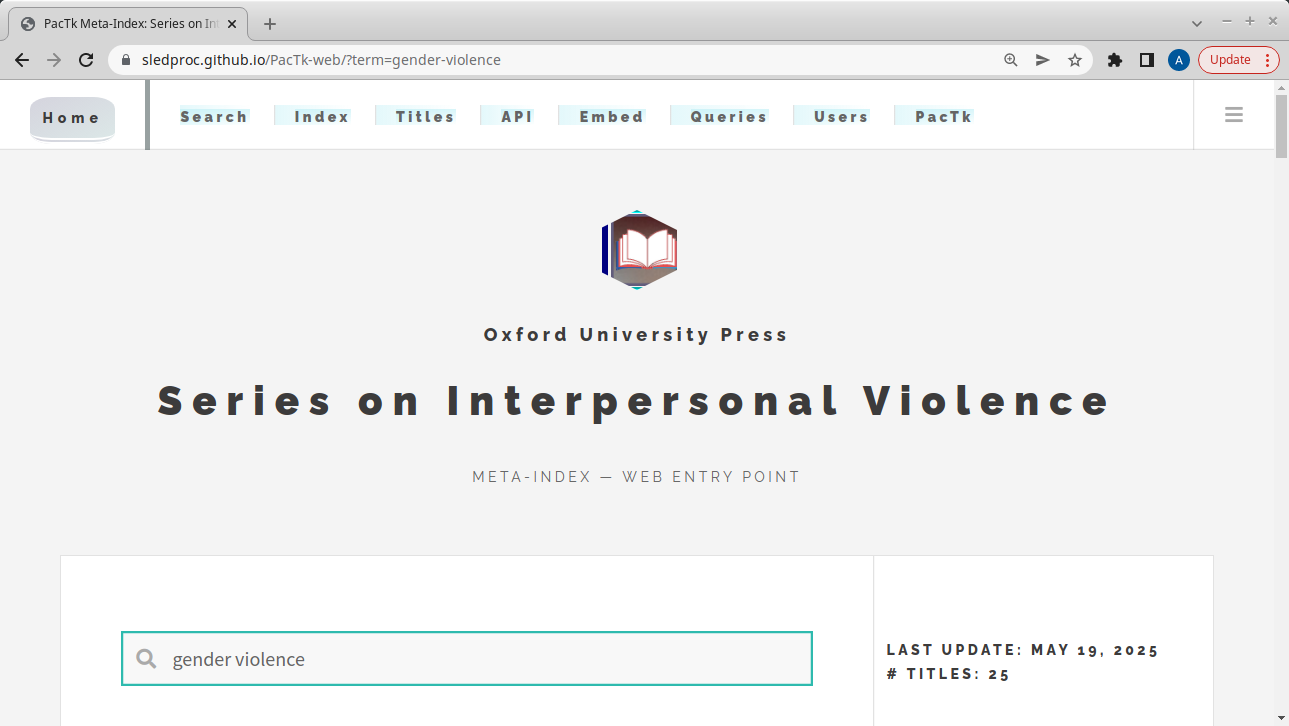 PacTk Meta-Index: Series on Int
sledproc.github.io/PacTk-web/?term=gender-violence
A
Update
Home
Search Index Titles API Embed Queries Users PacTk
Oxford University Press
Series on Interpersonal Violence
META-INDEX — WEB ENTRY POINT
gender violence
LAST UPDATE: MAY 19, 2025
# TITLES: 25